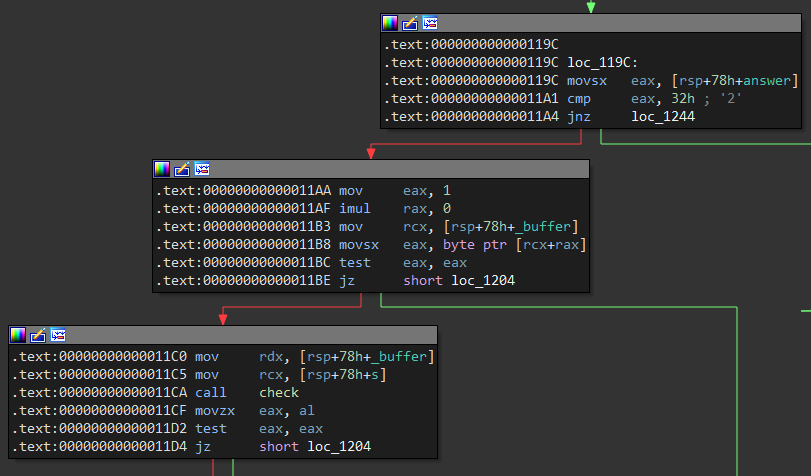 .text:000000000000119C
.text:000000000000119C loc_119C:
.text:000000000000119C movsx   eax, [rsp+78h+answer]
.text:00000000000011A1 cmp     eax, 32h ; '2'
.text:00000000000011A4 jnz     loc_1244
.text:00000000000011AA mov     eax, 1
.text:00000000000011AF imul    rax, 0
.text:00000000000011B3 mov     rcx, [rsp+78h+_buffer]
.text:00000000000011B8 movsx   eax, byte ptr [rcx+rax]
.text:00000000000011BC test    eax, eax
.text:00000000000011BE jz      short loc_1204
.text:00000000000011C0 mov     rdx, [rsp+78h+_buffer]
.text:00000000000011C5 mov     rcx, [rsp+78h+s]
.text:00000000000011CA call    check
.text:00000000000011CF movzx   eax, al
.text:00000000000011D2 test    eax, eax
.text:00000000000011D4 jz      short loc_1204